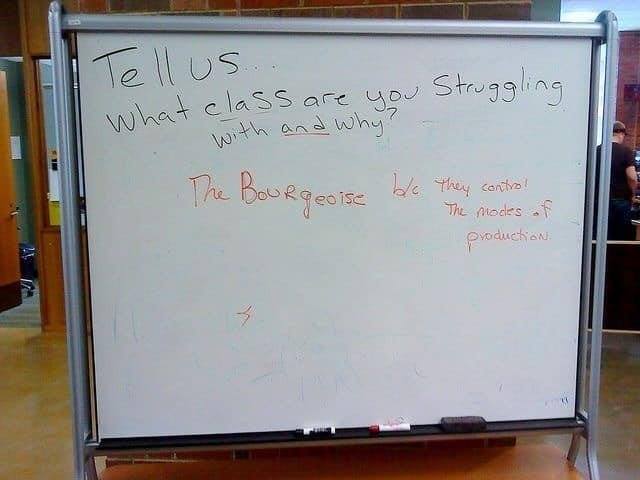 Tell us...
What class are you Struggling
with and why?
The Bourgeoise b/c They control
The modes of
production